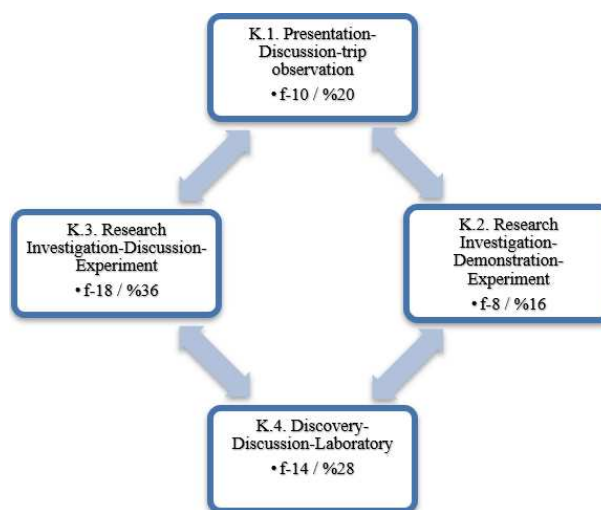 K.1. Presentation-
Discussion-trip
observation
• f-10 / %20
K.3. Research
Investigation-Discussion-
Experiment
• f-18 / %36
K.2. Research
Investigation-
Demonstration-
Experiment
• f-8 / %16
K.4. Discovery-
Discussion-Laboratory
• f-14 / %28